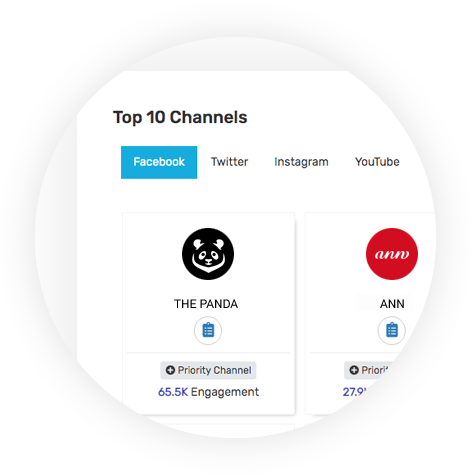 Top 10 Channels
Facebook Twitter Instagram YouTube
ann
THE PANDA ANN
Priority Channel
65.5K Engagement